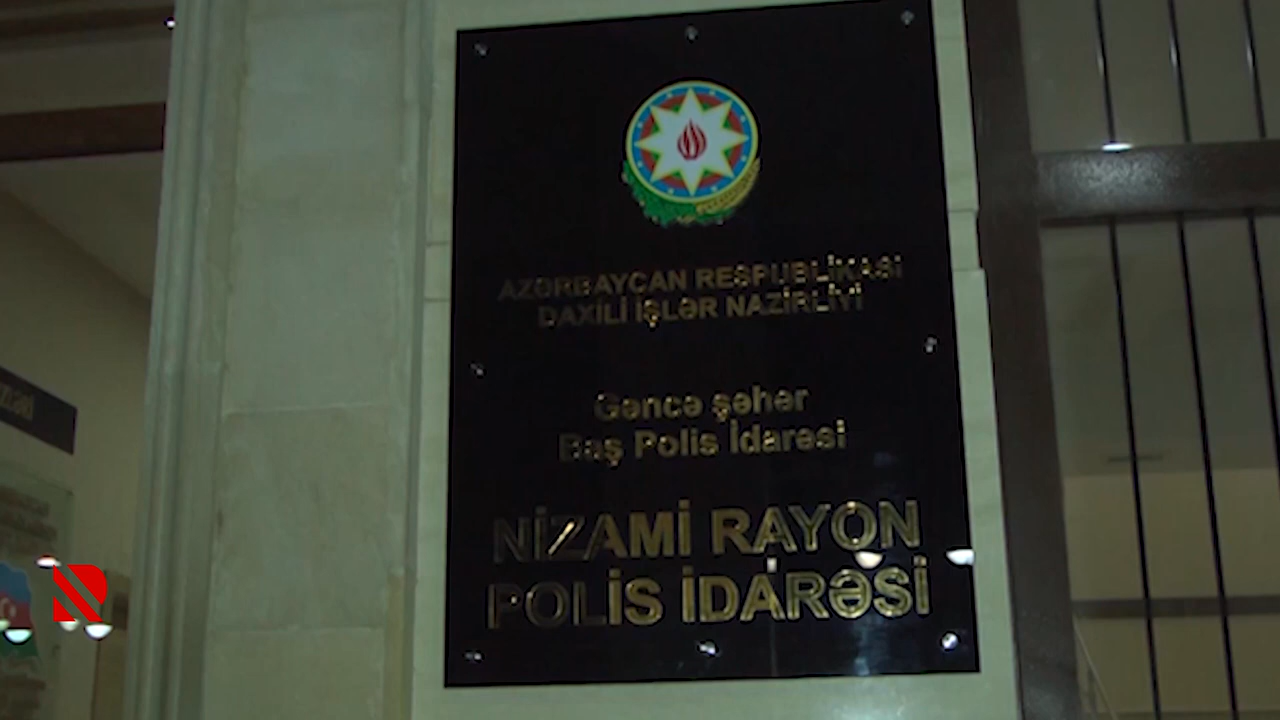 AZƏRBAYCAN RESPUBLİKASI
DAXİLİ İŞLƏR NAZİRLİYİ
Gəncə şəhər
Baş Polis İdarəsi
NİZAMİ RAYON
POLİS İDARƏSİ